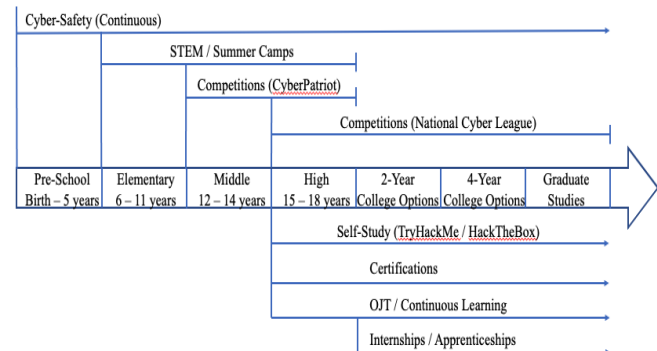 Cyber-Safety (Continuous)
STEM / Summer Camps
Competitions (CyberPatriot)
Competitions (National Cyber League)
Pre-School
Birth – 5 years
Elementary
6 – 11 years
Middle
12 – 14 years
High
15 – 18 years
2-Year
College Options
4-Year
College Options
Graduate
Studies
Self-Study (TryHackMe / HackTheBox)
Certifications
OJT / Continuous Learning
Internships / Apprenticeships